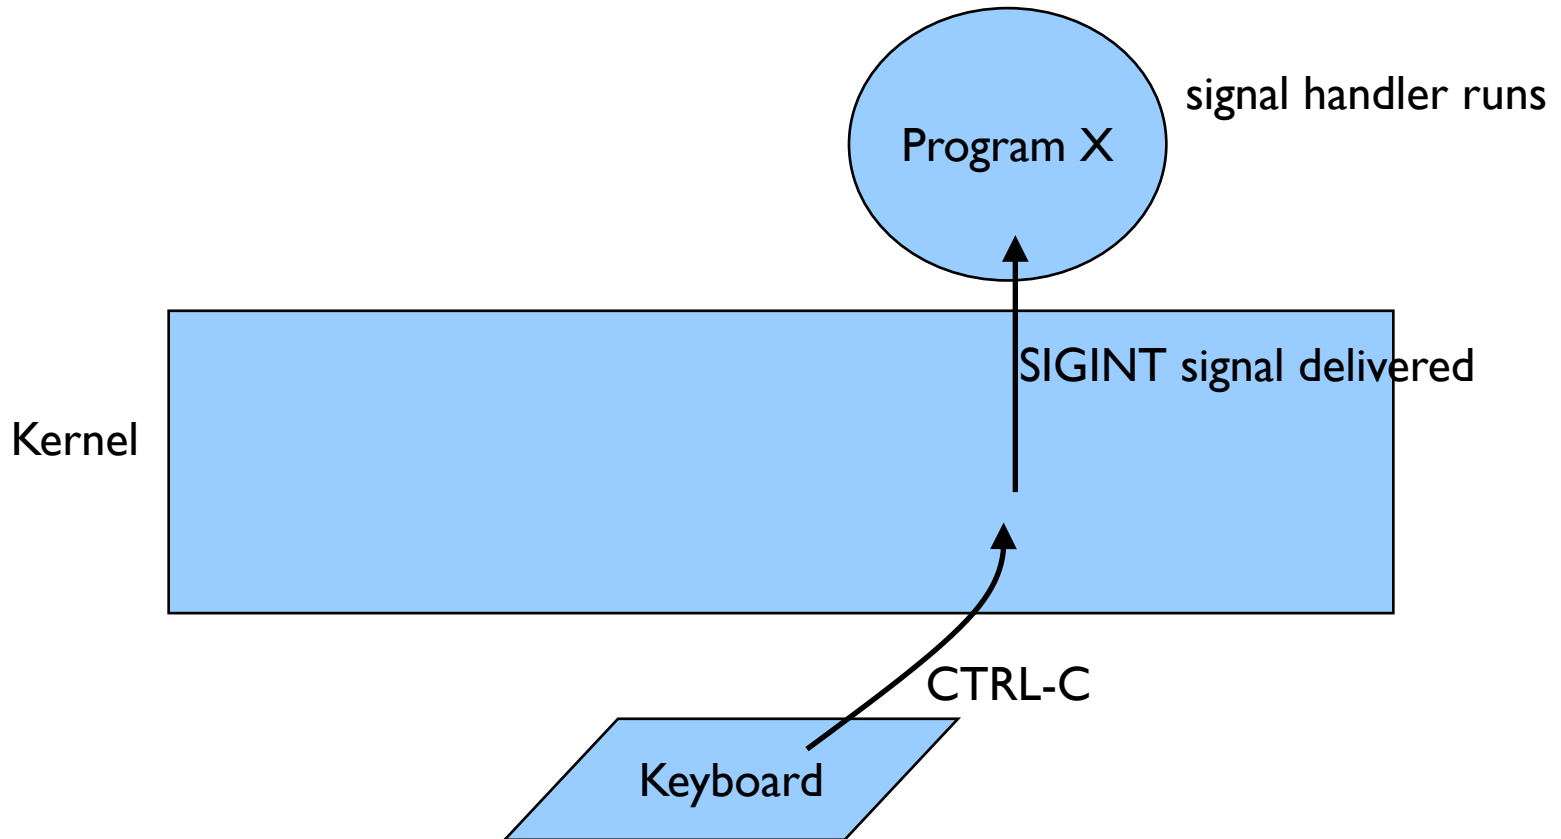 signal handler runs
Program X
SIGINT signal delivered
Kernel
CTRL-C
Keyboard